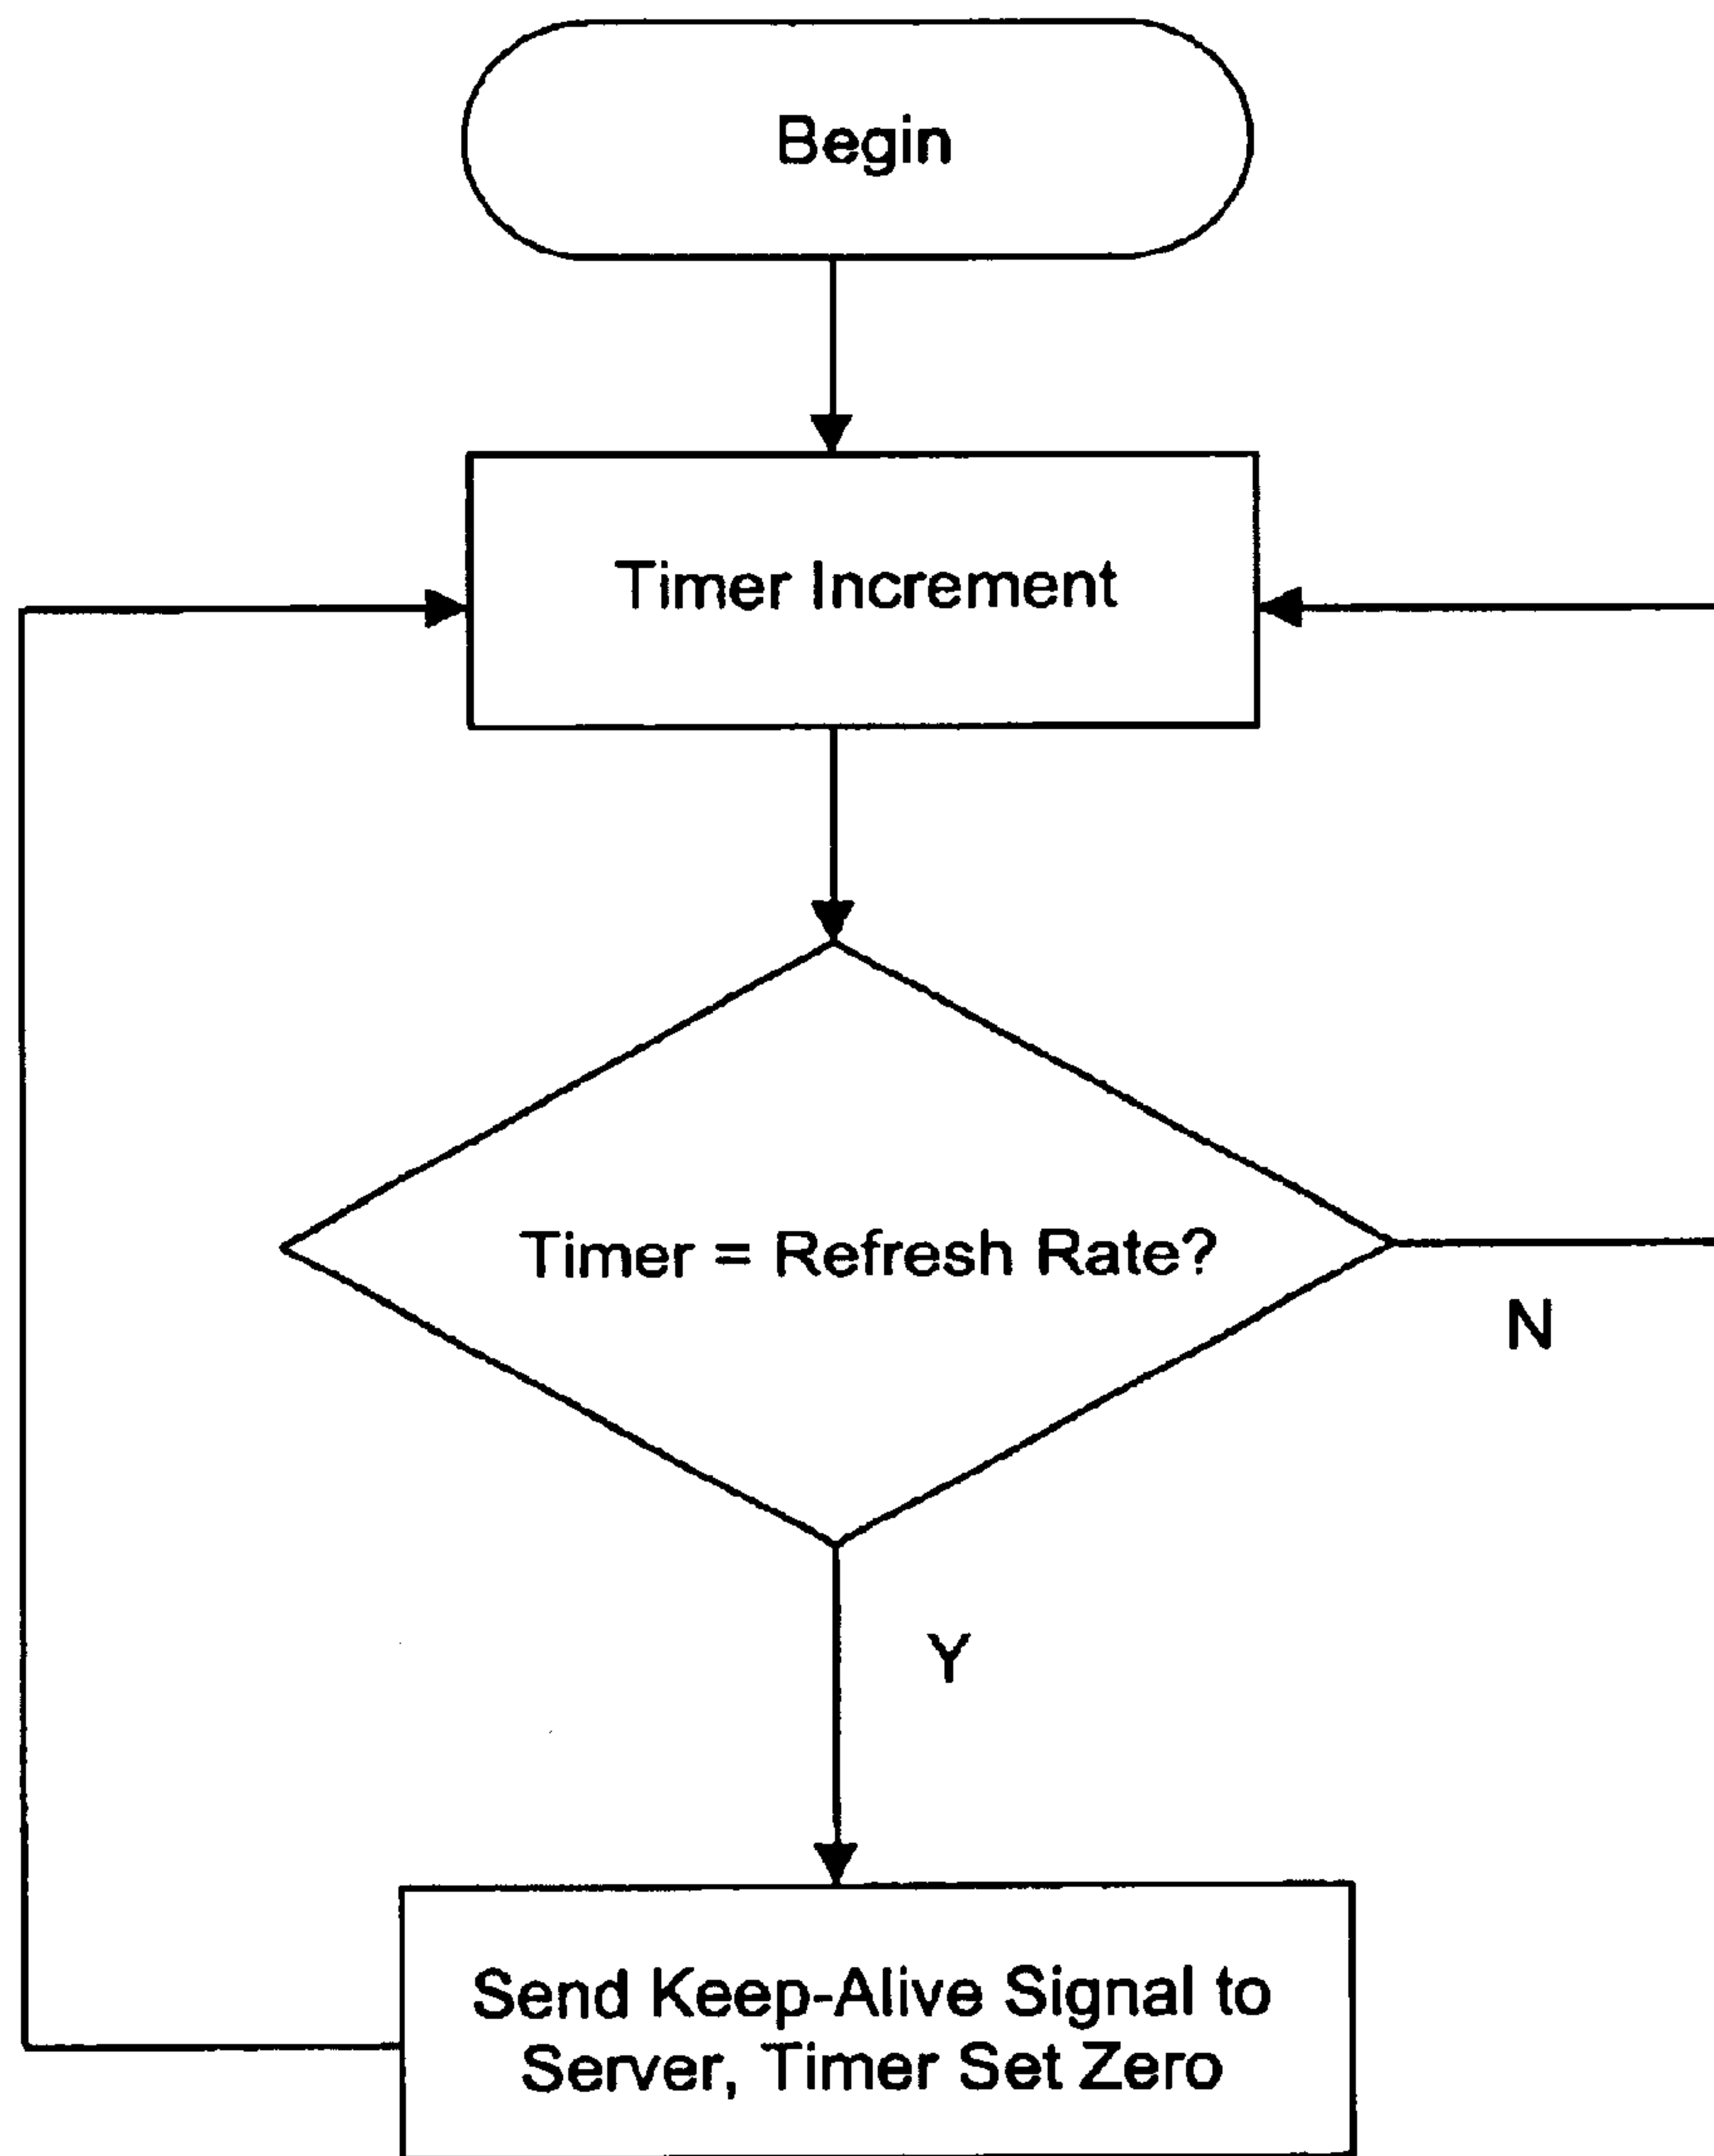 Begin
Timer Increment
Timer = Refresh Rate?
N
Y
Send Keep-Alive Signal to
Server, Timer Set Zero